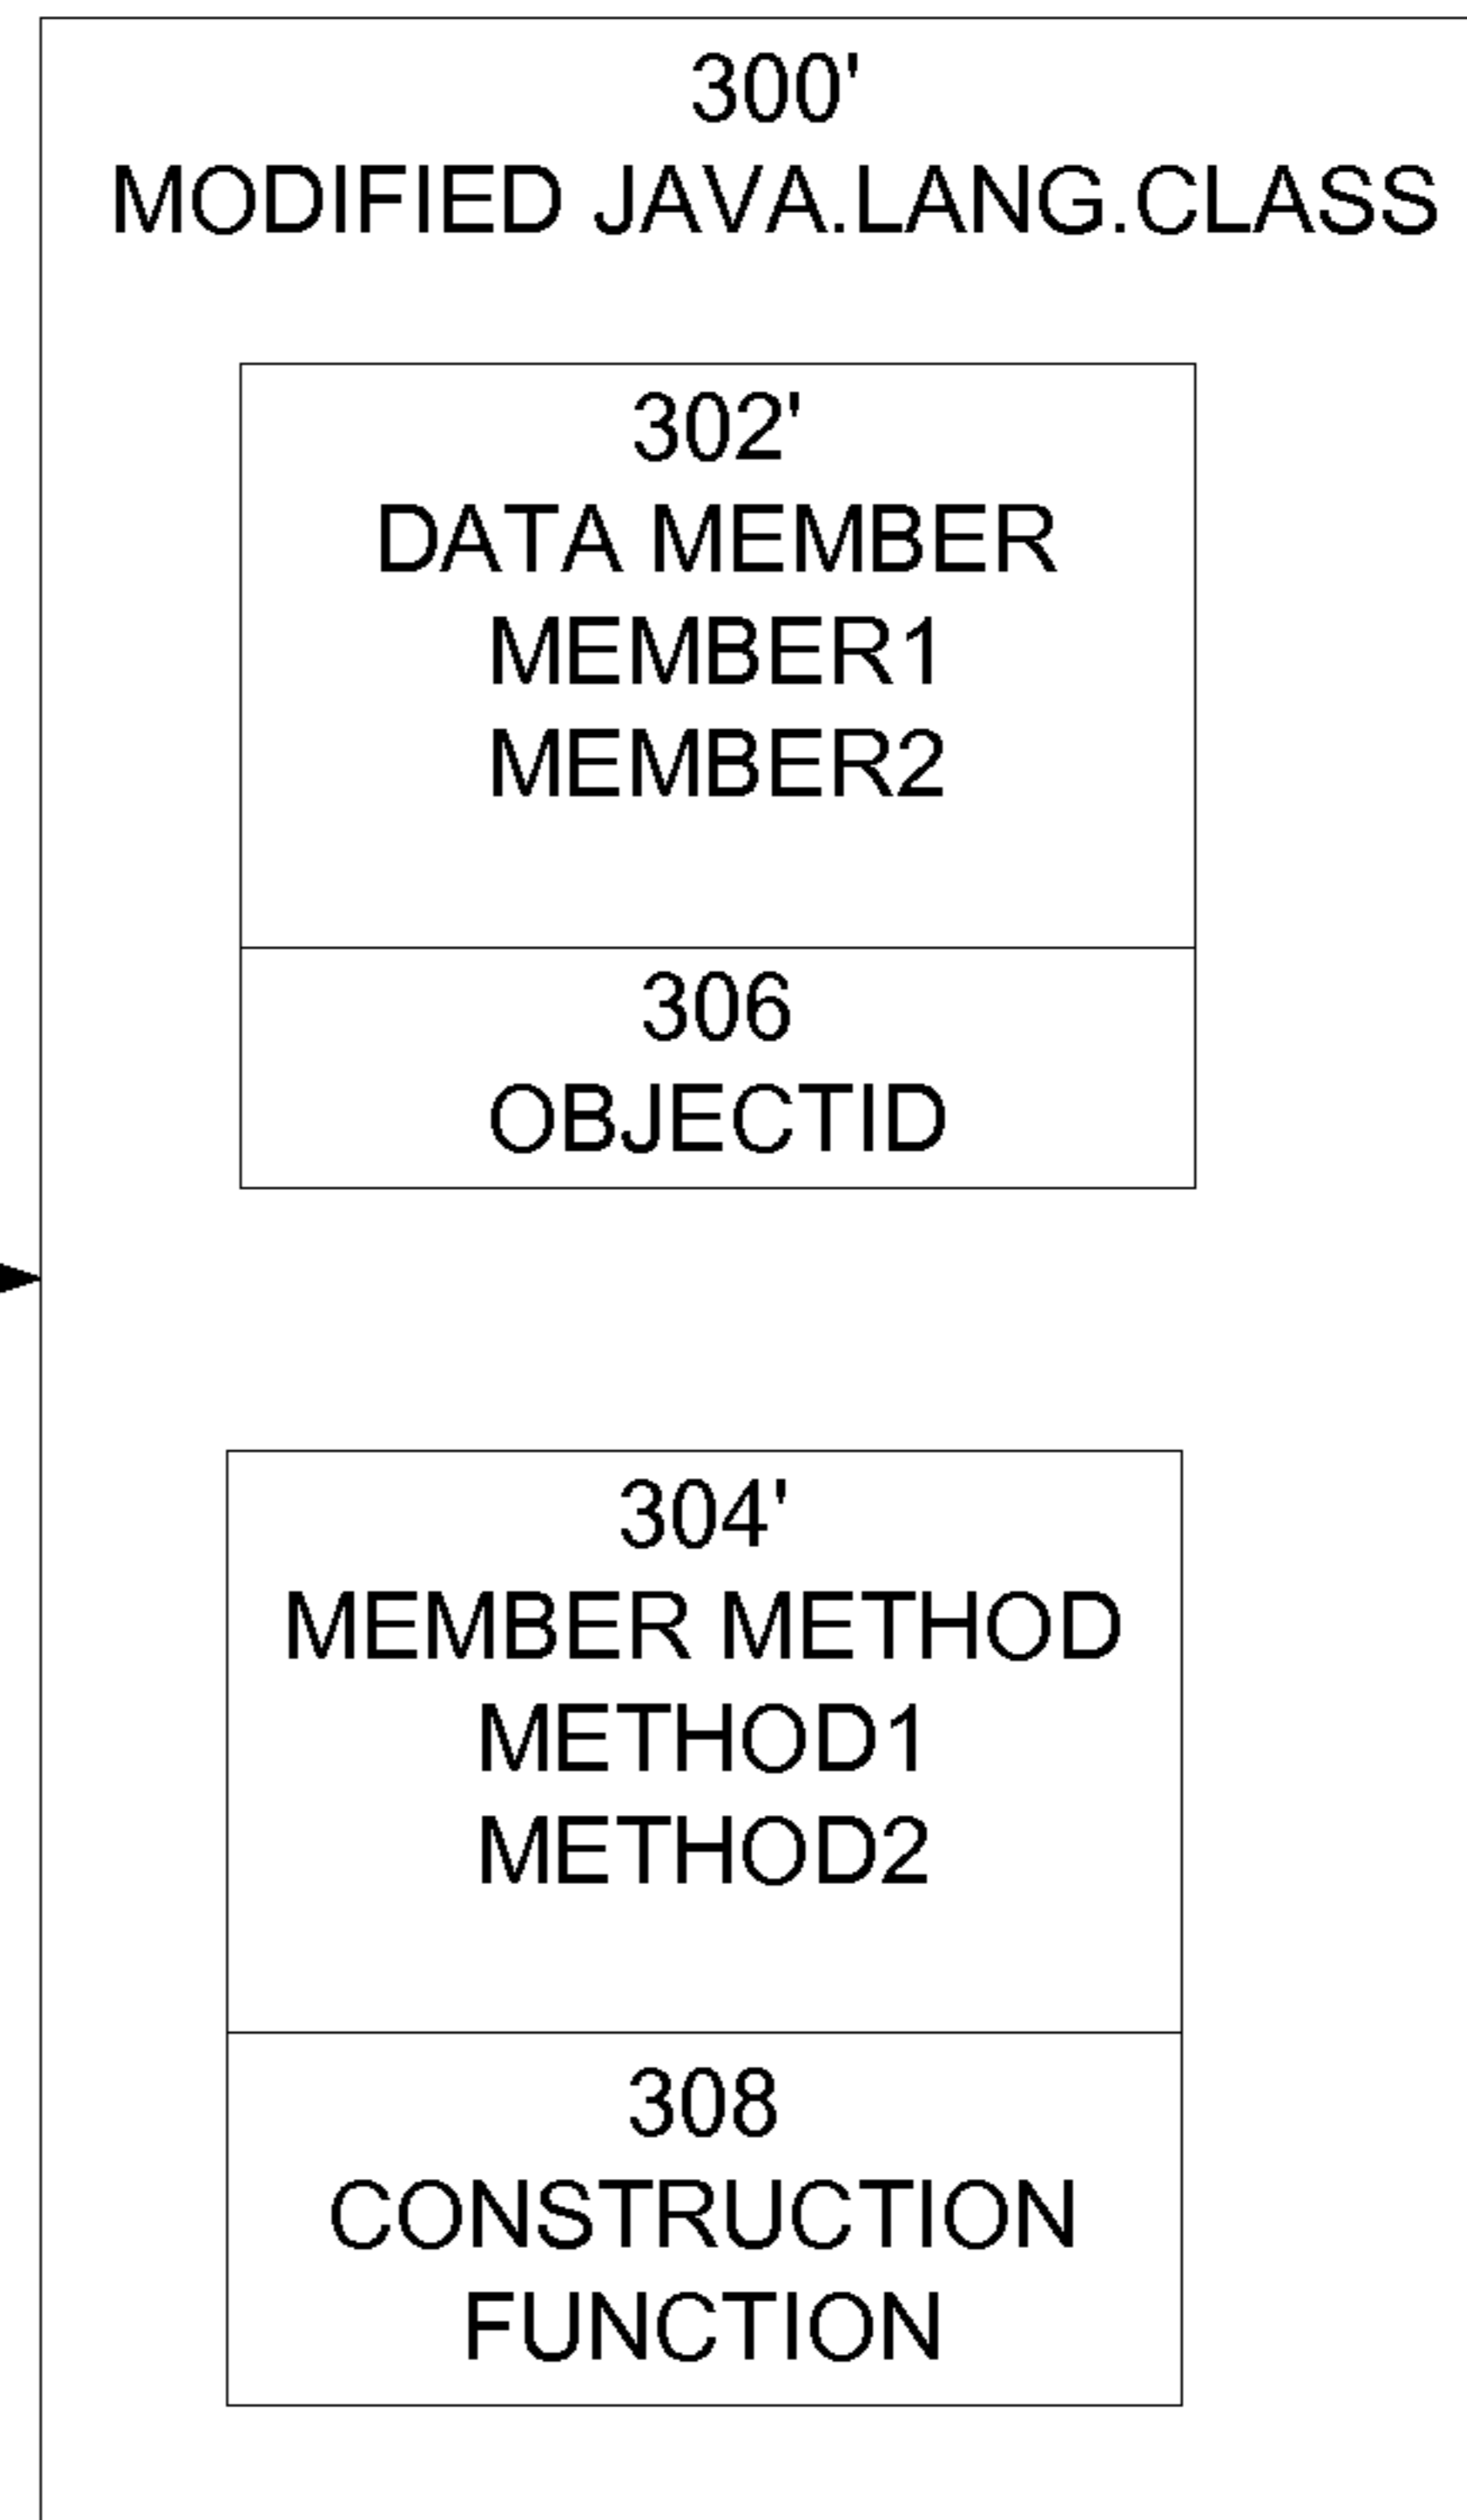 300'
MODIFIED JAVA.LANG.CLASS
302'
DATA MEMBER
MEMBER1
MEMBER2
306
OBJECTID
304'
MEMBER METHOD
METHOD1
METHOD2
308
CONSTRUCTION
FUNCTION